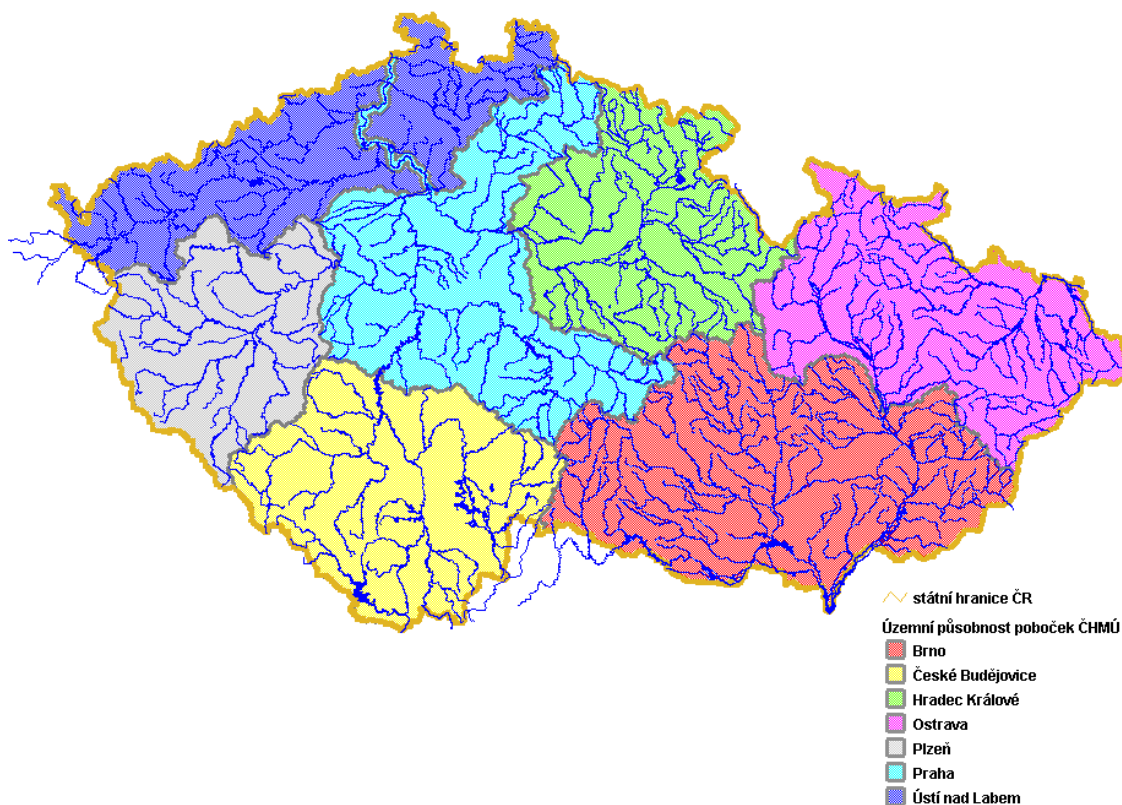 státní hranice ČR
Územní působnost poboček ČHMÚ
Brno
České Budějovice
Hradec Králové
Ostrava
Plzeň
Praha
Ústí nad Labem